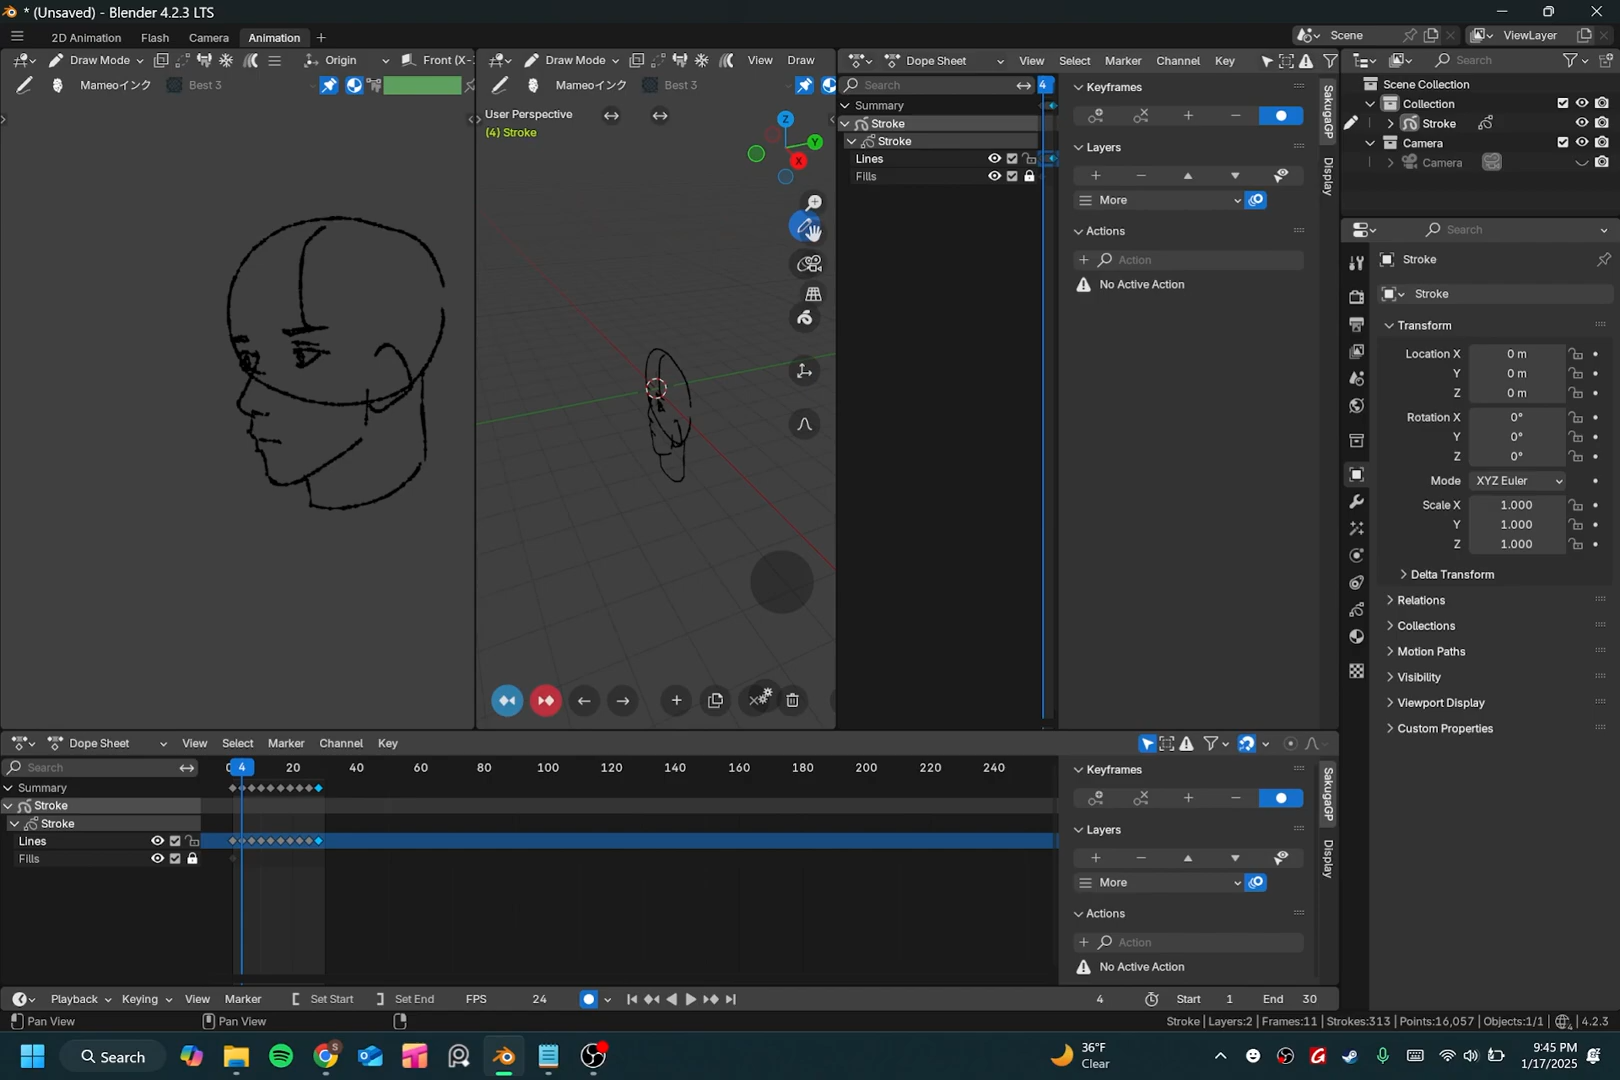 * (Unsaved) - Blender 4.2.3 LTS
2D Animation Flash Camera Animation
Scene ViewLayer
Draw Mode Origin Front (X-
Mameoインク Best 3
Draw Mode View Draw
Mameoインク Best 3
User Perspective
(4) Stroke
Z
Y
X
Dope Sheet View Select Marker Channel Key
Search 4
Summary
Stroke
Stroke
Lines
Fills
Keyframes
Layers
More
Actions
Action
No Active Action
SakugaGP
Display
Search
Scene Collection
Collection
Stroke
Camera
Camera
Search
Stroke
Stroke
Transform
Location X 0 m
Y 0 m
Z 0 m
Rotation X 0°
Y 0°
Z 0°
Mode XYZ Euler
Scale X 1.000
Y 1.000
Z 1.000
Delta Transform
Relations
Collections
Motion Paths
Visibility
Viewport Display
Custom Properties
Dope Sheet View Select Marker Channel Key
Search 4 20 40 60 80 100 120 140 160 180 200 220 240
Summary
Stroke
Stroke
Lines
Fills
Keyframes
Layers
More
Actions
Action
No Active Action
SakugaGP
Display
Playback Keying View Marker Set Start Set End FPS 24 4 Start 1 End 30
Pan View Pan View Stroke | Layers:2 | Frames:11 | Strokes:313 | Points:16,057 | Objects:1/1 | 4.2.3
Search 36°F
Clear
9:45 PM
1/17/2025